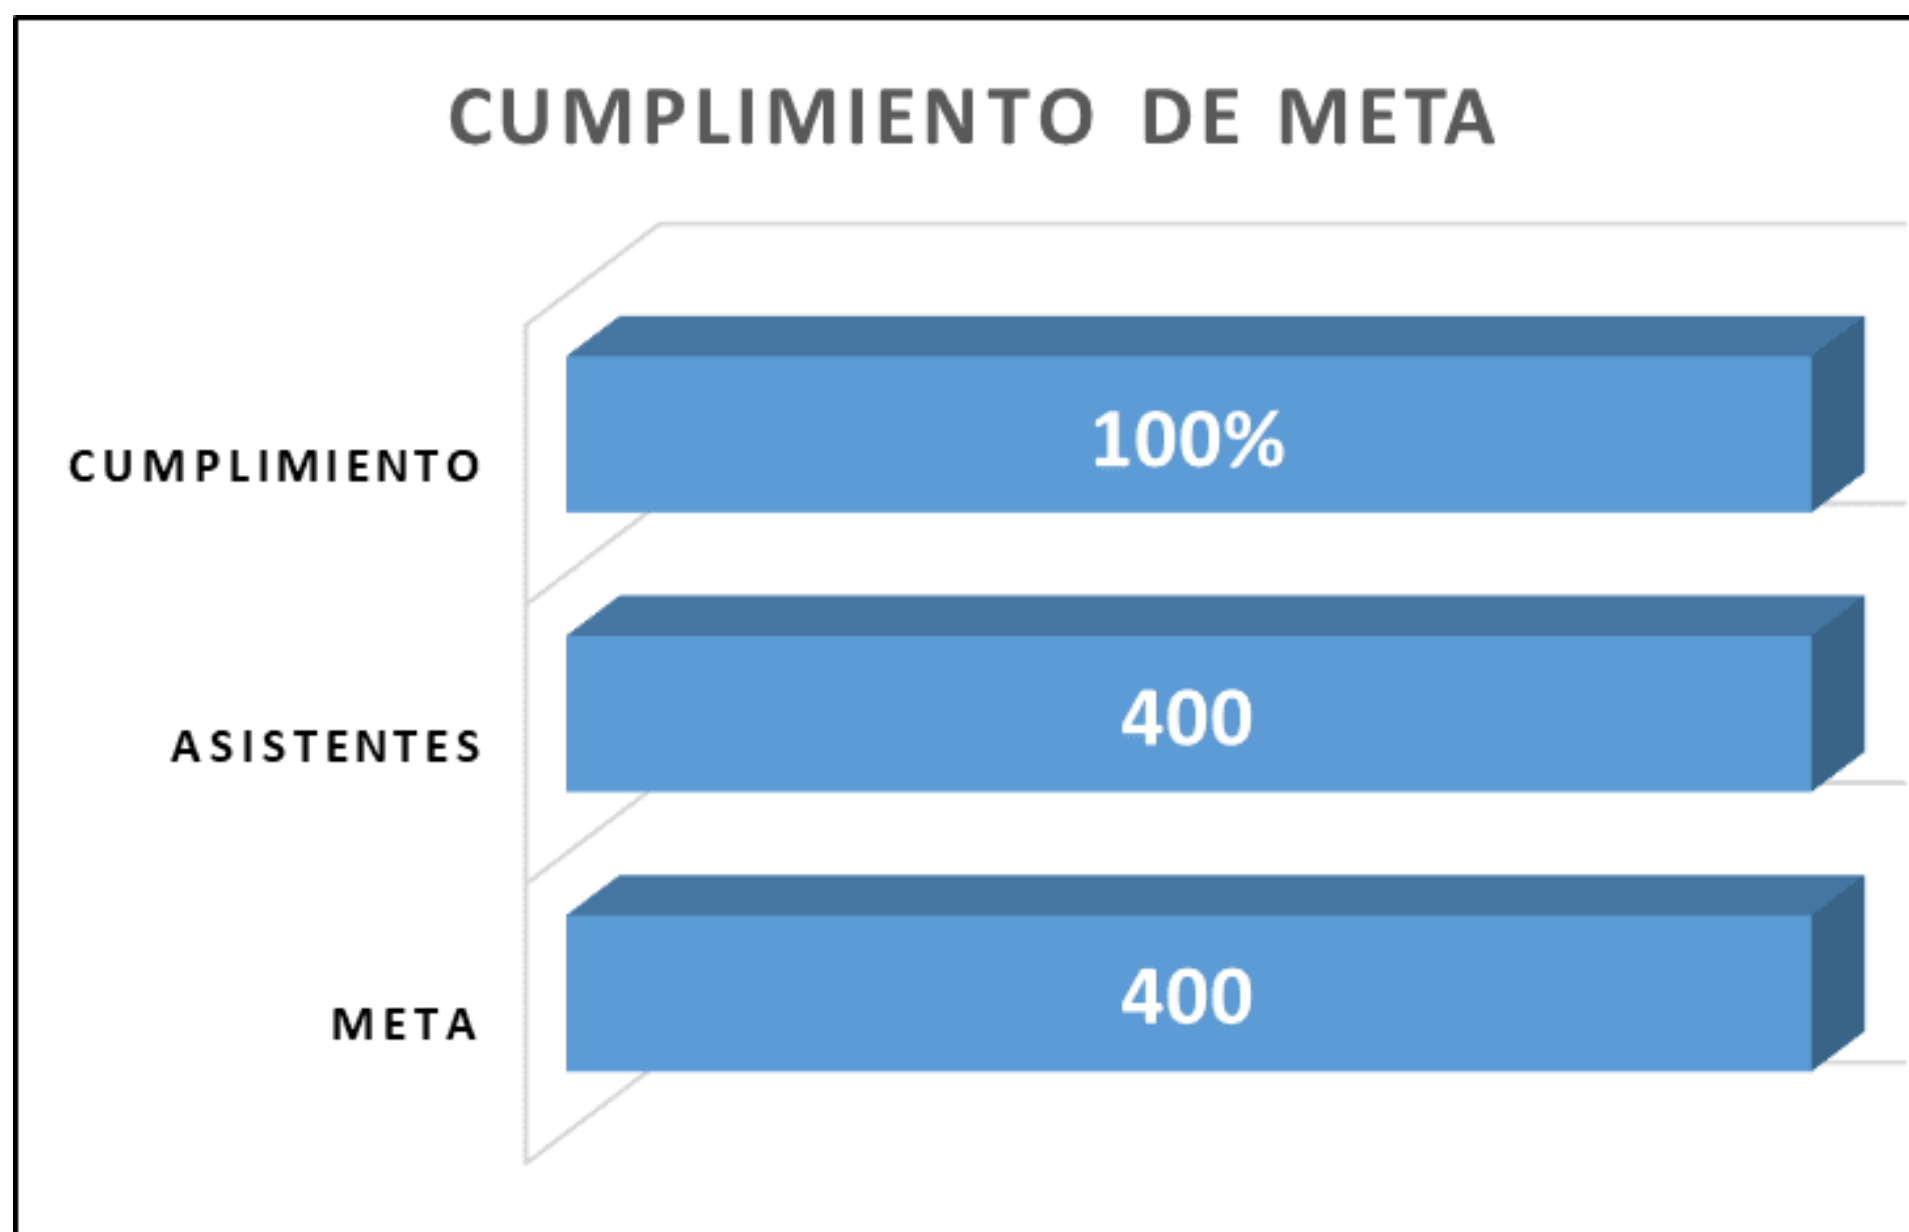 CUMPLIMIENTO DE META
CUMPLIMIENTO
100%
ASISTENTES
400
META
400